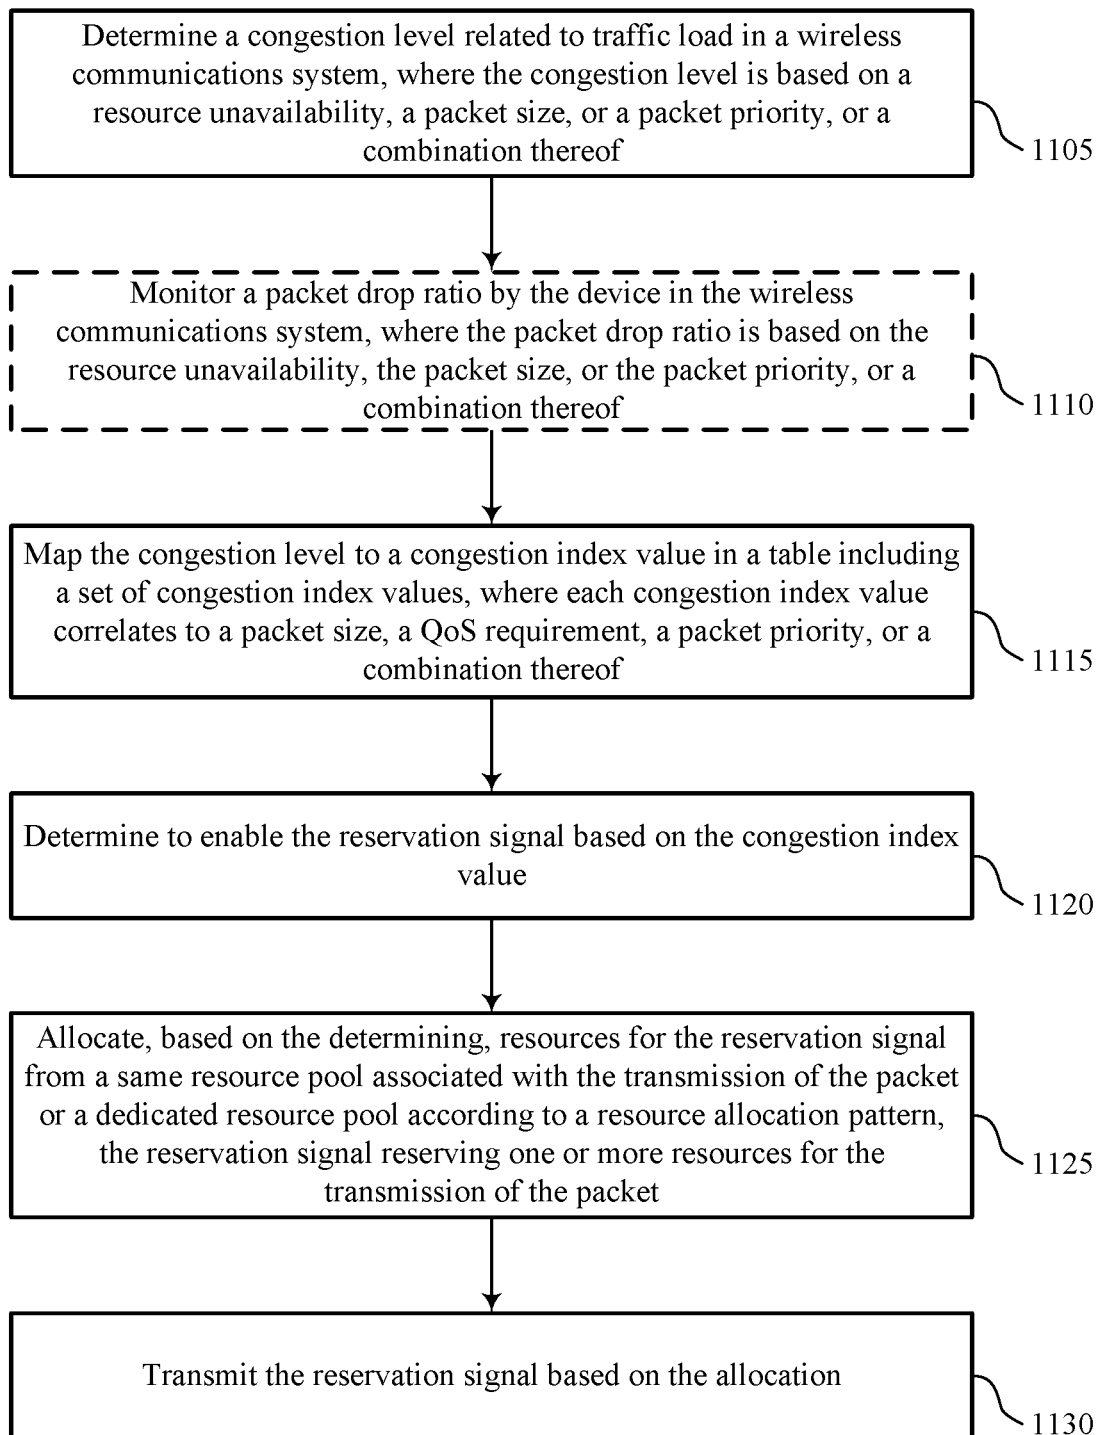 Determine a congestion level related to traffic load in a wireless
communications system, where the congestion level is based on a
resource unavailability, a packet size, or a packet priority, or a
combination thereof
1105
Monitor a packet drop ratio by the device in the wireless
communications system, where the packet drop ratio is based on the
resource unavailability, the packet size, or the packet priority, or a
combination thereof
1110
Map the congestion level to a congestion index value in a table including
a set of congestion index values, where each congestion index value
correlates to a packet size, a QoS requirement, a packet priority, or a
combination thereof
1115
Determine to enable the reservation signal based on the congestion index
value
1120
Allocate, based on the determining, resources for the reservation signal
from a same resource pool associated with the transmission of the packet
or a dedicated resource pool according to a resource allocation pattern,
the reservation signal reserving one or more resources for the
transmission of the packet
1125
Transmit the reservation signal based on the allocation
1130